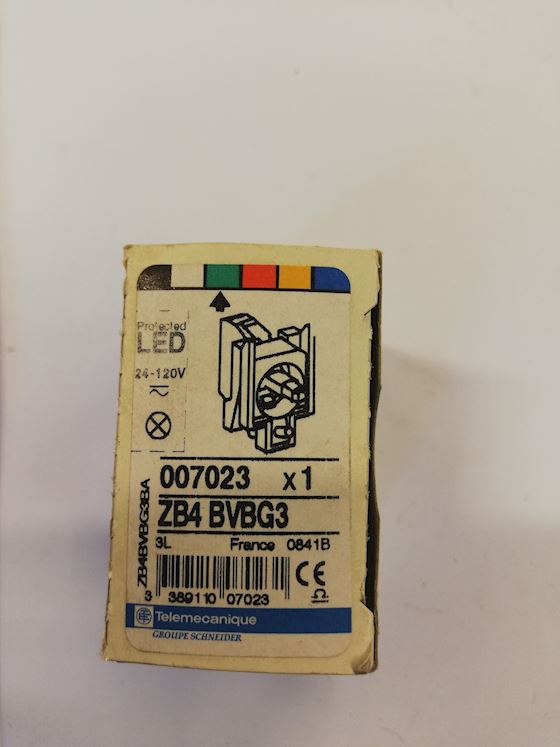 Protected
LED
24-120V
007023 x1
ZB4 BVBG3
ZB4BVBG3BA
3L France 0841B
CE
3 389110 07023
Telemecanique
GROUPE SCHNEIDER